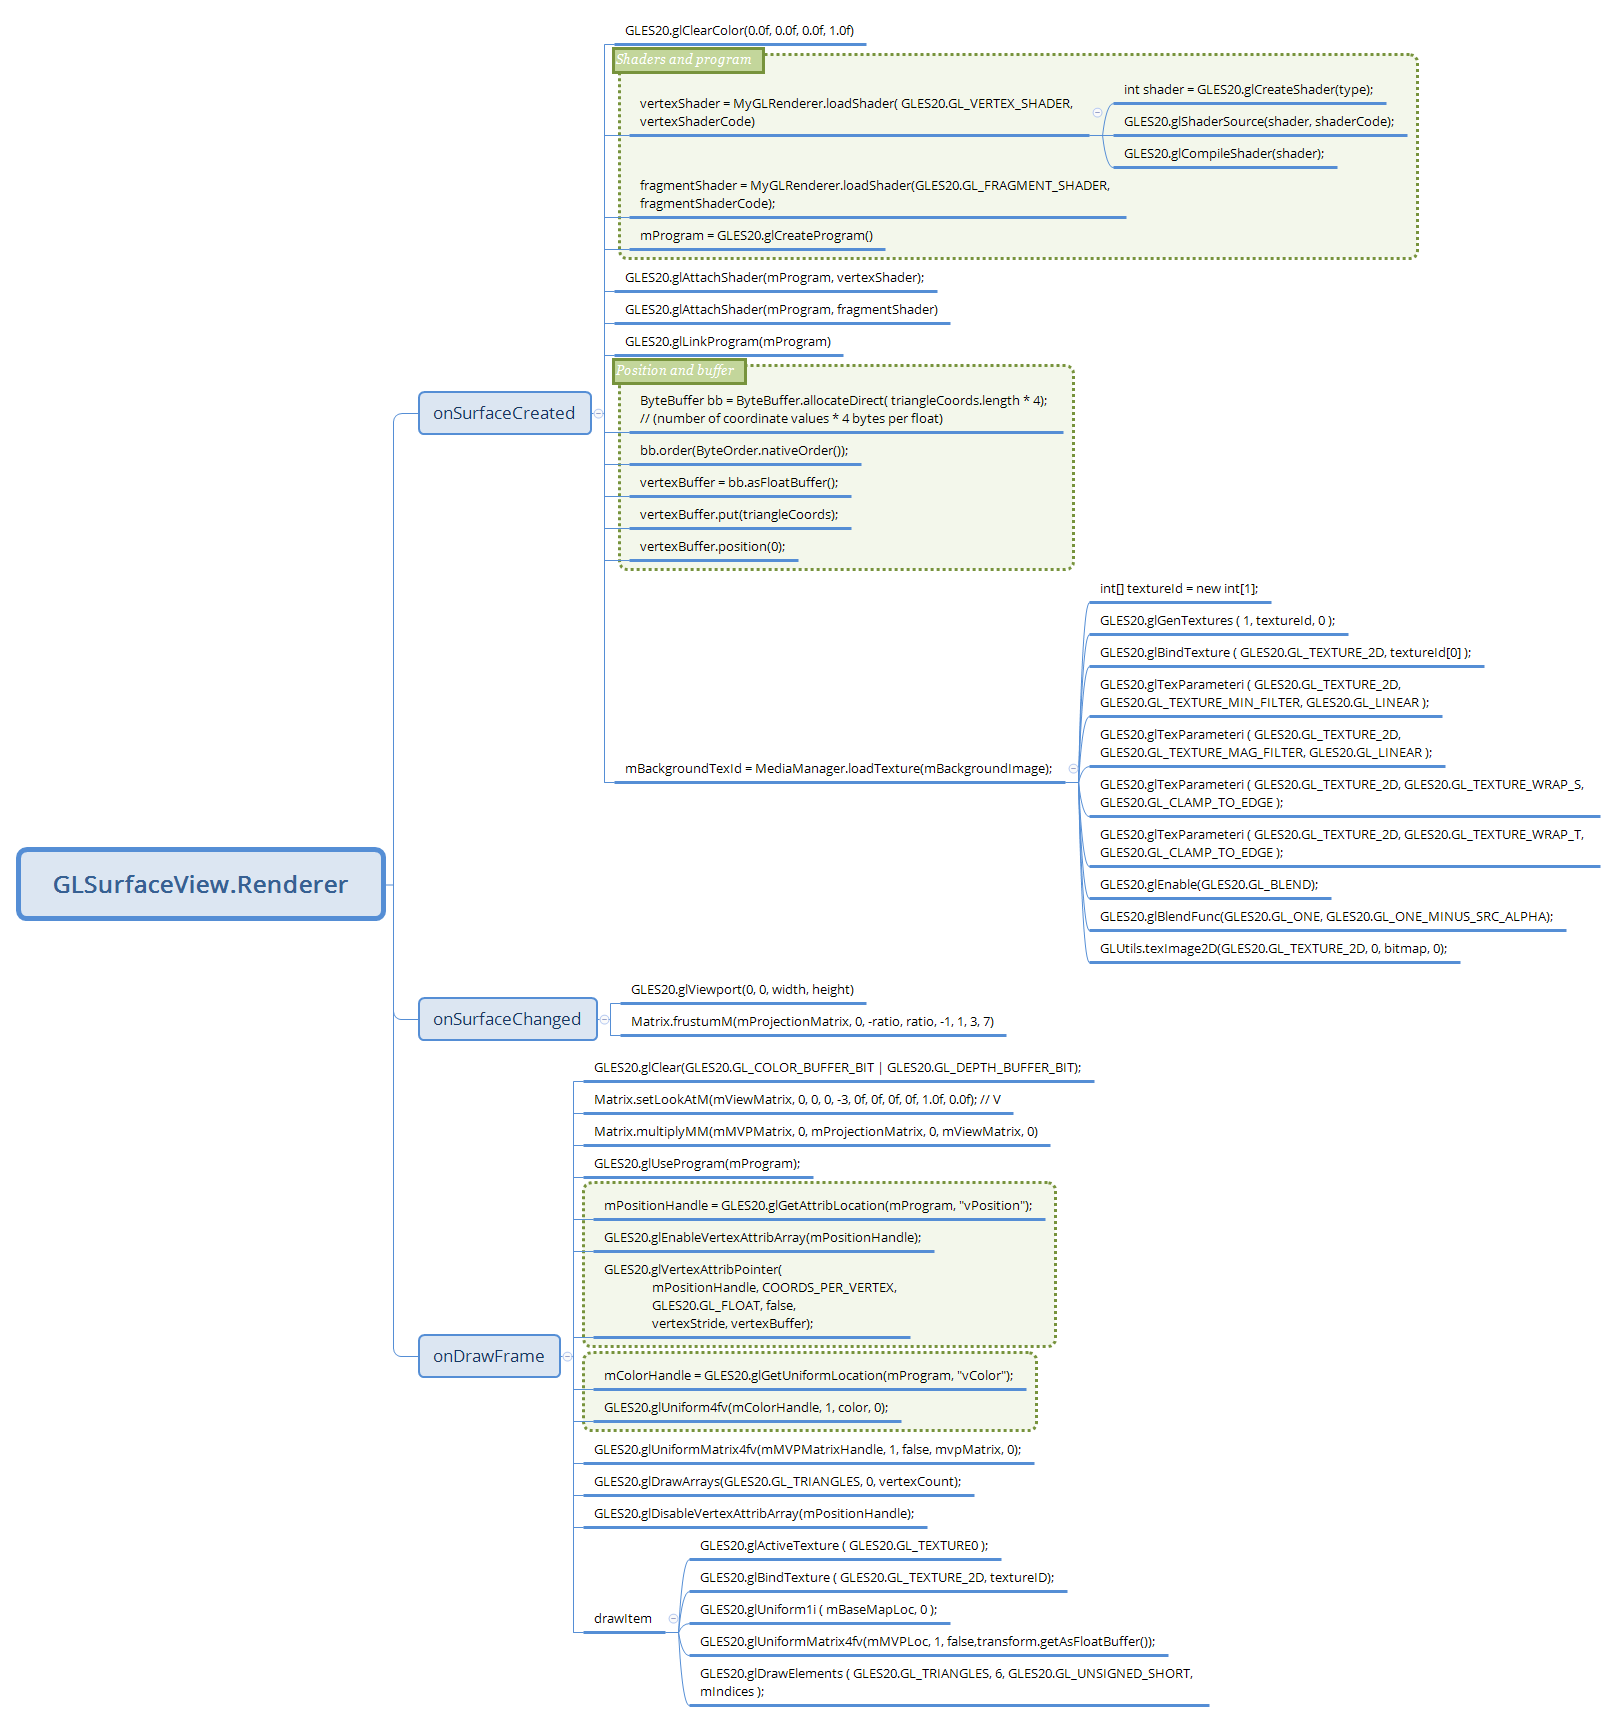 GLSurfaceView.Renderer
onSurfaceCreated
GLES20.glClearColor(0.0f, 0.0f, 0.0f, 1.0f)
Shaders and program
vertexShader = MyGLRenderer.loadShader( GLES20.GL_VERTEX_SHADER,
vertexShaderCode)
int shader = GLES20.glCreateShader(type);
GLES20.glShaderSource(shader, shaderCode);
GLES20.glCompileShader(shader);
fragmentShader = MyGLRenderer.loadShader(GLES20.GL_FRAGMENT_SHADER,
fragmentShaderCode);
mProgram = GLES20.glCreateProgram()
GLES20.glAttachShader(mProgram, vertexShader);
GLES20.glAttachShader(mProgram, fragmentShader)
GLES20.glLinkProgram(mProgram)
Position and buffer
ByteBuffer bb = ByteBuffer.allocateDirect( triangleCoords.length * 4);
// (number of coordinate values * 4 bytes per float)
bb.order(ByteOrder.nativeOrder());
vertexBuffer = bb.asFloatBuffer();
vertexBuffer.put(triangleCoords);
vertexBuffer.position(0);
mBackgroundTexId = MediaManager.loadTexture(mBackgroundImage);
int[] textureId = new int[1];
GLES20.glGenTextures ( 1, textureId, 0 );
GLES20.glBindTexture ( GLES20.GL_TEXTURE_2D, textureId[0] );
GLES20.glTexParameteri ( GLES20.GL_TEXTURE_2D,
GLES20.GL_TEXTURE_MIN_FILTER, GLES20.GL_LINEAR );
GLES20.glTexParameteri ( GLES20.GL_TEXTURE_2D,
GLES20.GL_TEXTURE_MAG_FILTER, GLES20.GL_LINEAR );
GLES20.glTexParameteri ( GLES20.GL_TEXTURE_2D, GLES20.GL_TEXTURE_WRAP_S,
GLES20.GL_CLAMP_TO_EDGE );
GLES20.glTexParameteri ( GLES20.GL_TEXTURE_2D, GLES20.GL_TEXTURE_WRAP_T,
GLES20.GL_CLAMP_TO_EDGE );
GLES20.glEnable(GLES20.GL_BLEND);
GLES20.glBlendFunc(GLES20.GL_ONE, GLES20.GL_ONE_MINUS_SRC_ALPHA);
GLUtils.texImage2D(GLES20.GL_TEXTURE_2D, 0, bitmap, 0);
onSurfaceChanged
GLES20.glViewport(0, 0, width, height)
Matrix.frustumM(mProjectionMatrix, 0, -ratio, ratio, -1, 1, 3, 7)
onDrawFrame
GLES20.glClear(GLES20.GL_COLOR_BUFFER_BIT | GLES20.GL_DEPTH_BUFFER_BIT);
Matrix.setLookAtM(mViewMatrix, 0, 0, 0, -3, 0f, 0f, 0f, 0f, 1.0f, 0.0f); // V
Matrix.multiplyMM(mMVPMatrix, 0, mProjectionMatrix, 0, mViewMatrix, 0)
GLES20.glUseProgram(mProgram);
mPositionHandle = GLES20.glGetAttribLocation(mProgram, "vPosition");
GLES20.glEnableVertexAttribArray(mPositionHandle);
GLES20.glVertexAttribPointer(
mPositionHandle, COORDS_PER_VERTEX,
GLES20.GL_FLOAT, false,
vertexStride, vertexBuffer);
mColorHandle = GLES20.glGetUniformLocation(mProgram, "vColor");
GLES20.glUniform4fv(mColorHandle, 1, color, 0);
GLES20.glUniformMatrix4fv(mMVPMatrixHandle, 1, false, mvpMatrix, 0);
GLES20.glDrawArrays(GLES20.GL_TRIANGLES, 0, vertexCount);
GLES20.glDisableVertexAttribArray(mPositionHandle);
drawItem
GLES20.glActiveTexture ( GLES20.GL_TEXTURE0 );
GLES20.glBindTexture ( GLES20.GL_TEXTURE_2D, textureID);
GLES20.glUniform1i ( mBaseMapLoc, 0 );
GLES20.glUniformMatrix4fv(mMVPLoc, 1, false,transform.getAsFloatBuffer());
GLES20.glDrawElements ( GLES20.GL_TRIANGLES, 6, GLES20.GL_UNSIGNED_SHORT,
mIndices );